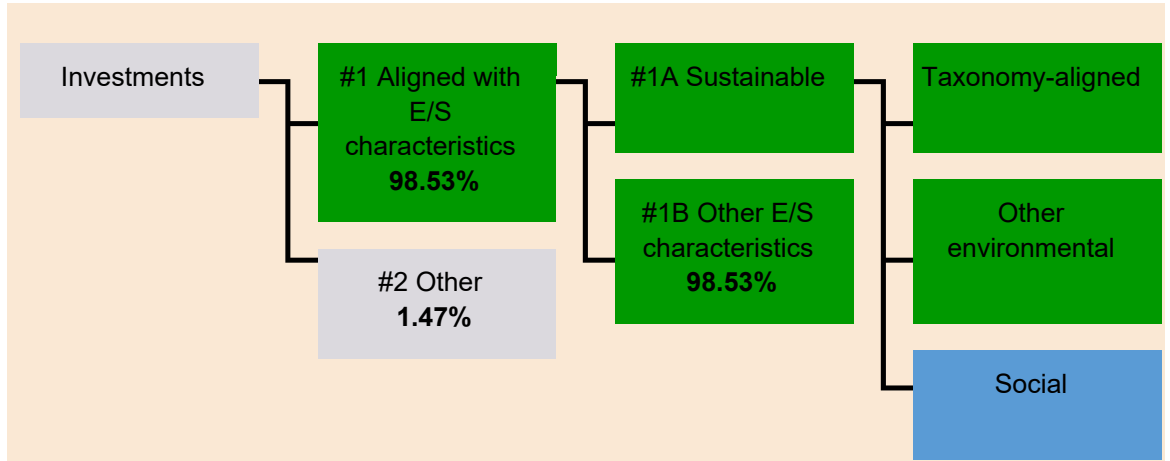 Investments
#1 Aligned with
E/S
characteristics
98.53%
#2 Other
1.47%
#1A Sustainable
#1B Other E/S
characteristics
98.53%
Taxonomy-aligned
Other
environmental
Social